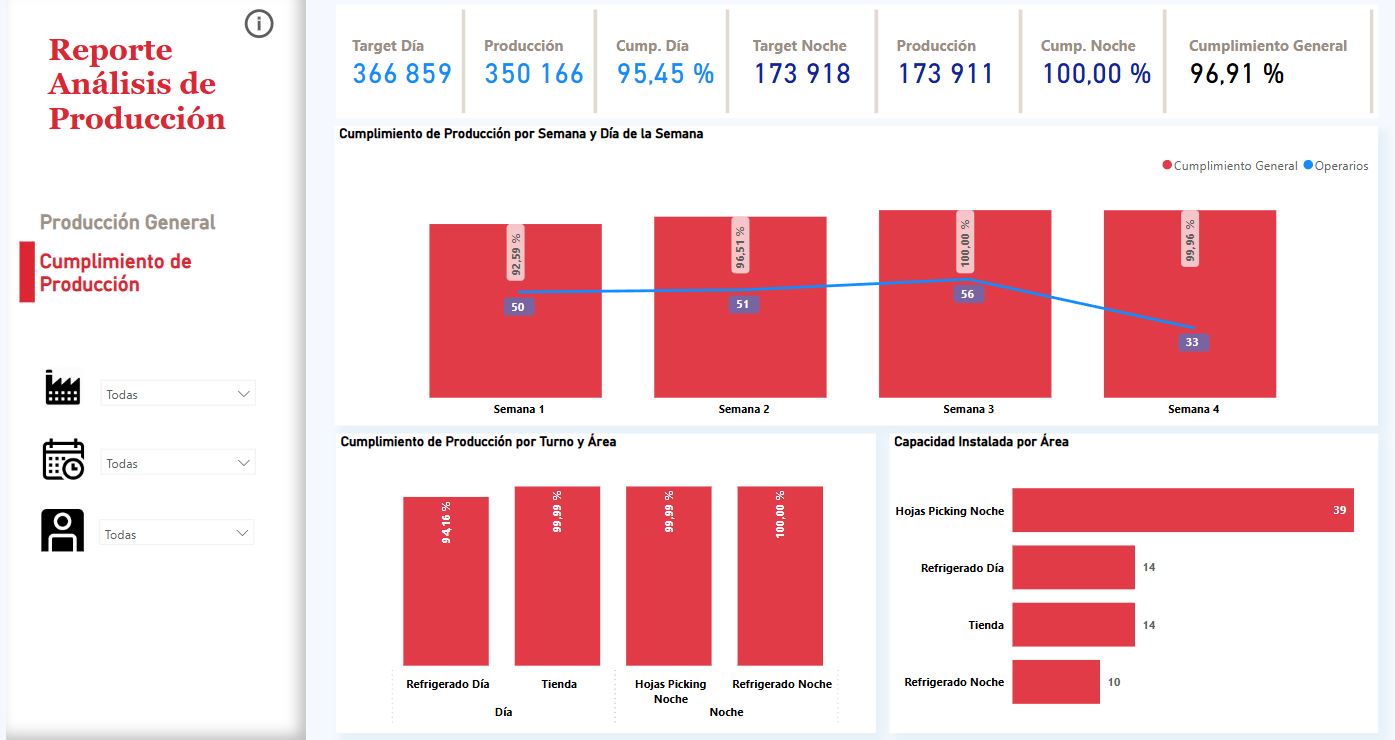 Reporte
Análisis de
Producción
Producción General
Cumplimiento de
Producción
Todas
Todas
Todas
Target Día
366 859
Producción
350 166
Cump. Día
95,45 %
Target Noche
173 918
Producción
173 911
Cump. Noche
100,00 %
Cumplimiento General
96,91 %
Cumplimiento de Producción por Semana y Día de la Semana
Cumplimiento General
Operarios
92,59 %
96,51 %
100,00 %
99,96 %
50
51
56
33
Semana 1
Semana 2
Semana 3
Semana 4
Cumplimiento de Producción por Turno y Área
94,16 %
99,99 %
99,99 %
100,00 %
Refrigerado Día
Tienda
Hojas Picking
Noche
Refrigerado Noche
Día
Noche
Capacidad Instalada por Área
Hojas Picking Noche
39
Refrigerado Día
14
Tienda
14
Refrigerado Noche
10